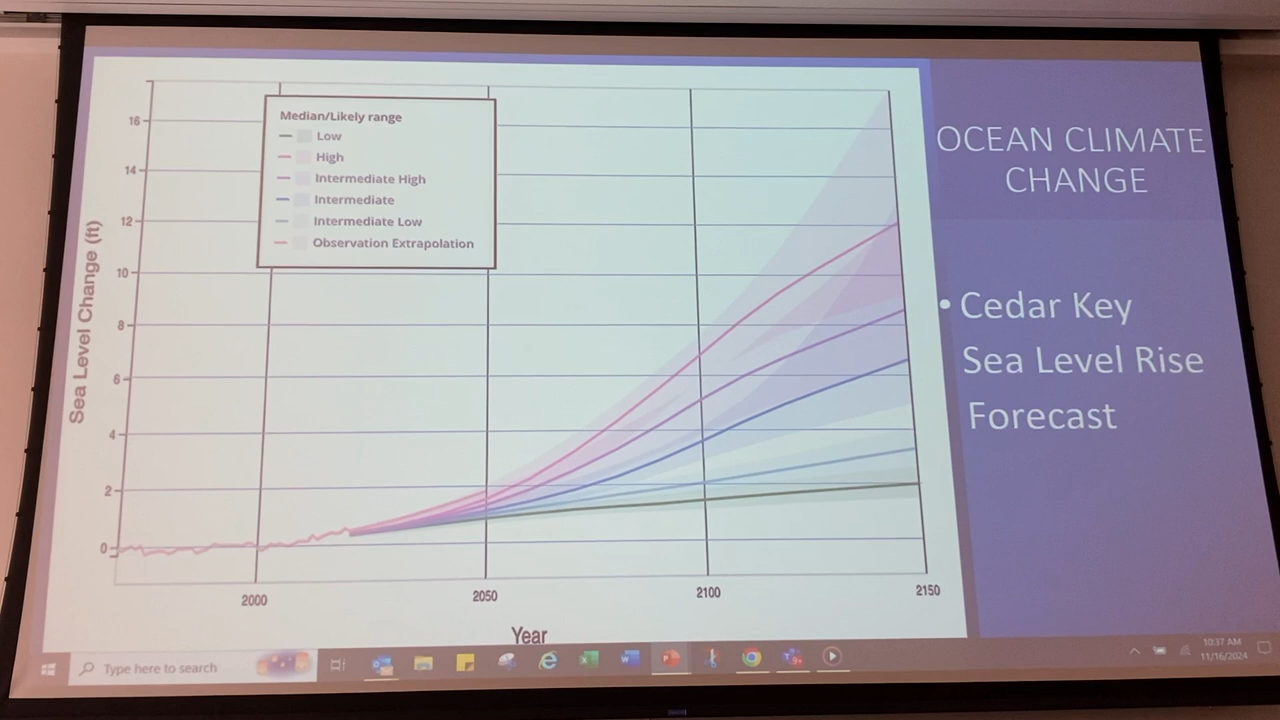 OCEAN CLIMATE
CHANGE
• Cedar Key
Sea Level Rise
Forecast
Median/Likely range
Low
High
Intermediate High
Intermediate
Intermediate Low
Observation Extrapolation
Sea Level Change (ft)
16
14
12
10
8
6
4
2
0
2000
2050
2100
2150
Year
Type here to search
10:37 AM
11/16/2024